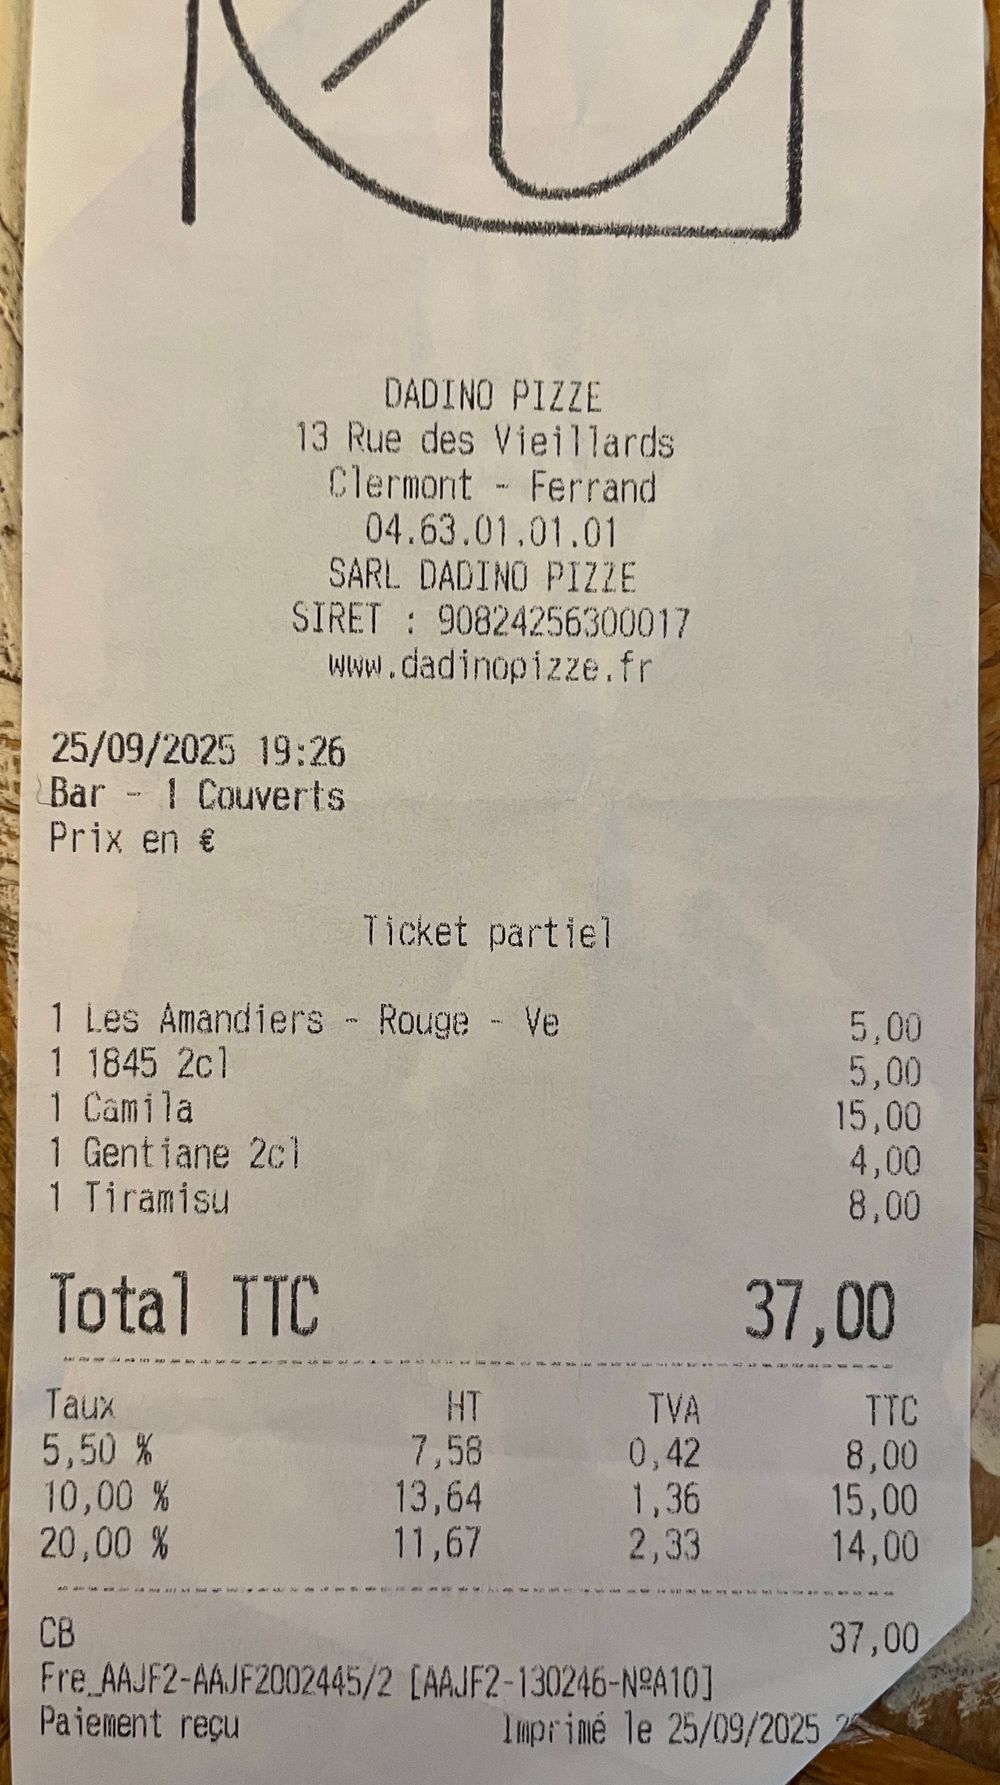 DADINO PIZZE
13 Rue des Vieillards
Clermont - Ferrand
04.63.01.01.01
SARL DADINO PIZZE
SIRET : 90824256300017
www.dadinopizze.fr
25/09/2025 19:26
Bar - 1 Couverts
Prix en €
Ticket partiel
1 Les Amandiers - Rouge - Ve 5,00
1 1845 2cl 5,00
1 Camila 15,00
1 Gentiane 2cl 4,00
1 Tiramisu 8,00
Total TTC 37,00
Taux HT TVA TTC
5,50 % 7,58 0,42 8,00
10,00 % 13,64 1,36 15,00
20,00 % 11,67 2,33 14,00
CB 37,00
Fre_AAJF2-AAJF2002445/2 [AAJF2-130246-NºA10]
Paiement reçu Imprimé le 25/09/2025